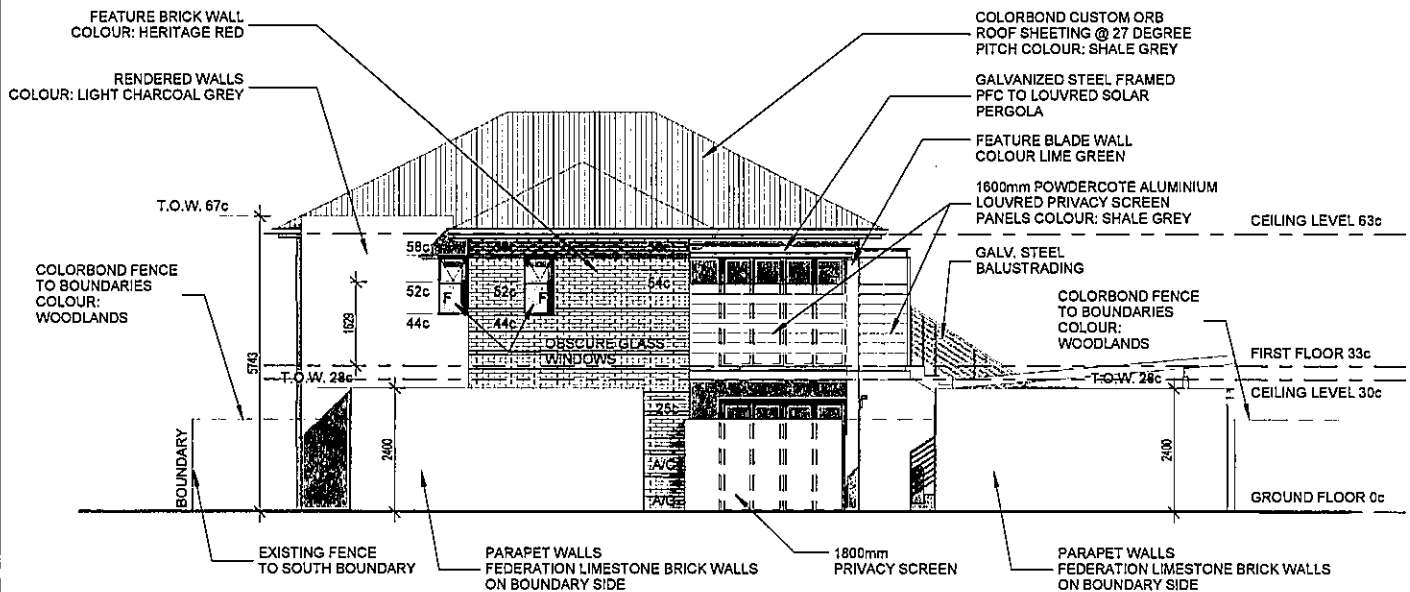 FEATURE BRICK WALL
COLOUR: HERITAGE RED
RENDERED WALLS
COLOUR: LIGHT CHARCOAL GREY
COLORBOND CUSTOM ORB
ROOF SHEETING @ 27 DEGREE
PITCH COLOUR: SHALE GREY
GALVANIZED STEEL FRAMED
PFC TO LOUVRED SOLAR
PERGOLA
FEATURE BLADE WALL
COLOUR LIME GREEN
1600mm POWDERCOTE ALUMINIUM
LOUVRED PRIVACY SCREEN
PANELS COLOUR: SHALE GREY
T.O.W. 67c
CEILING LEVEL 63c
58c
GALV. STEEL
BALUSTRADING
COLORBOND FENCE
TO BOUNDARIES
COLOUR:
WOODLANDS
54c
52c
F
52c
F
COLORBOND FENCE
TO BOUNDARIES
COLOUR:
WOODLANDS
44c
44c
1629
5743
OBSCURE GLASS
WINDOWS
FIRST FLOOR 33c
T.O.W. 28c
T.O.W. 28c
CEILING LEVEL 30c
A/C
A/C
2400
2400
BOUNDARY
GROUND FLOOR 0c
EXISTING FENCE
TO SOUTH BOUNDARY
PARAPET WALLS
FEDERATION LIMESTONE BRICK WALLS
ON BOUNDARY SIDE
1800mm
PRIVACY SCREEN
PARAPET WALLS
FEDERATION LIMESTONE BRICK WALLS
ON BOUNDARY SIDE